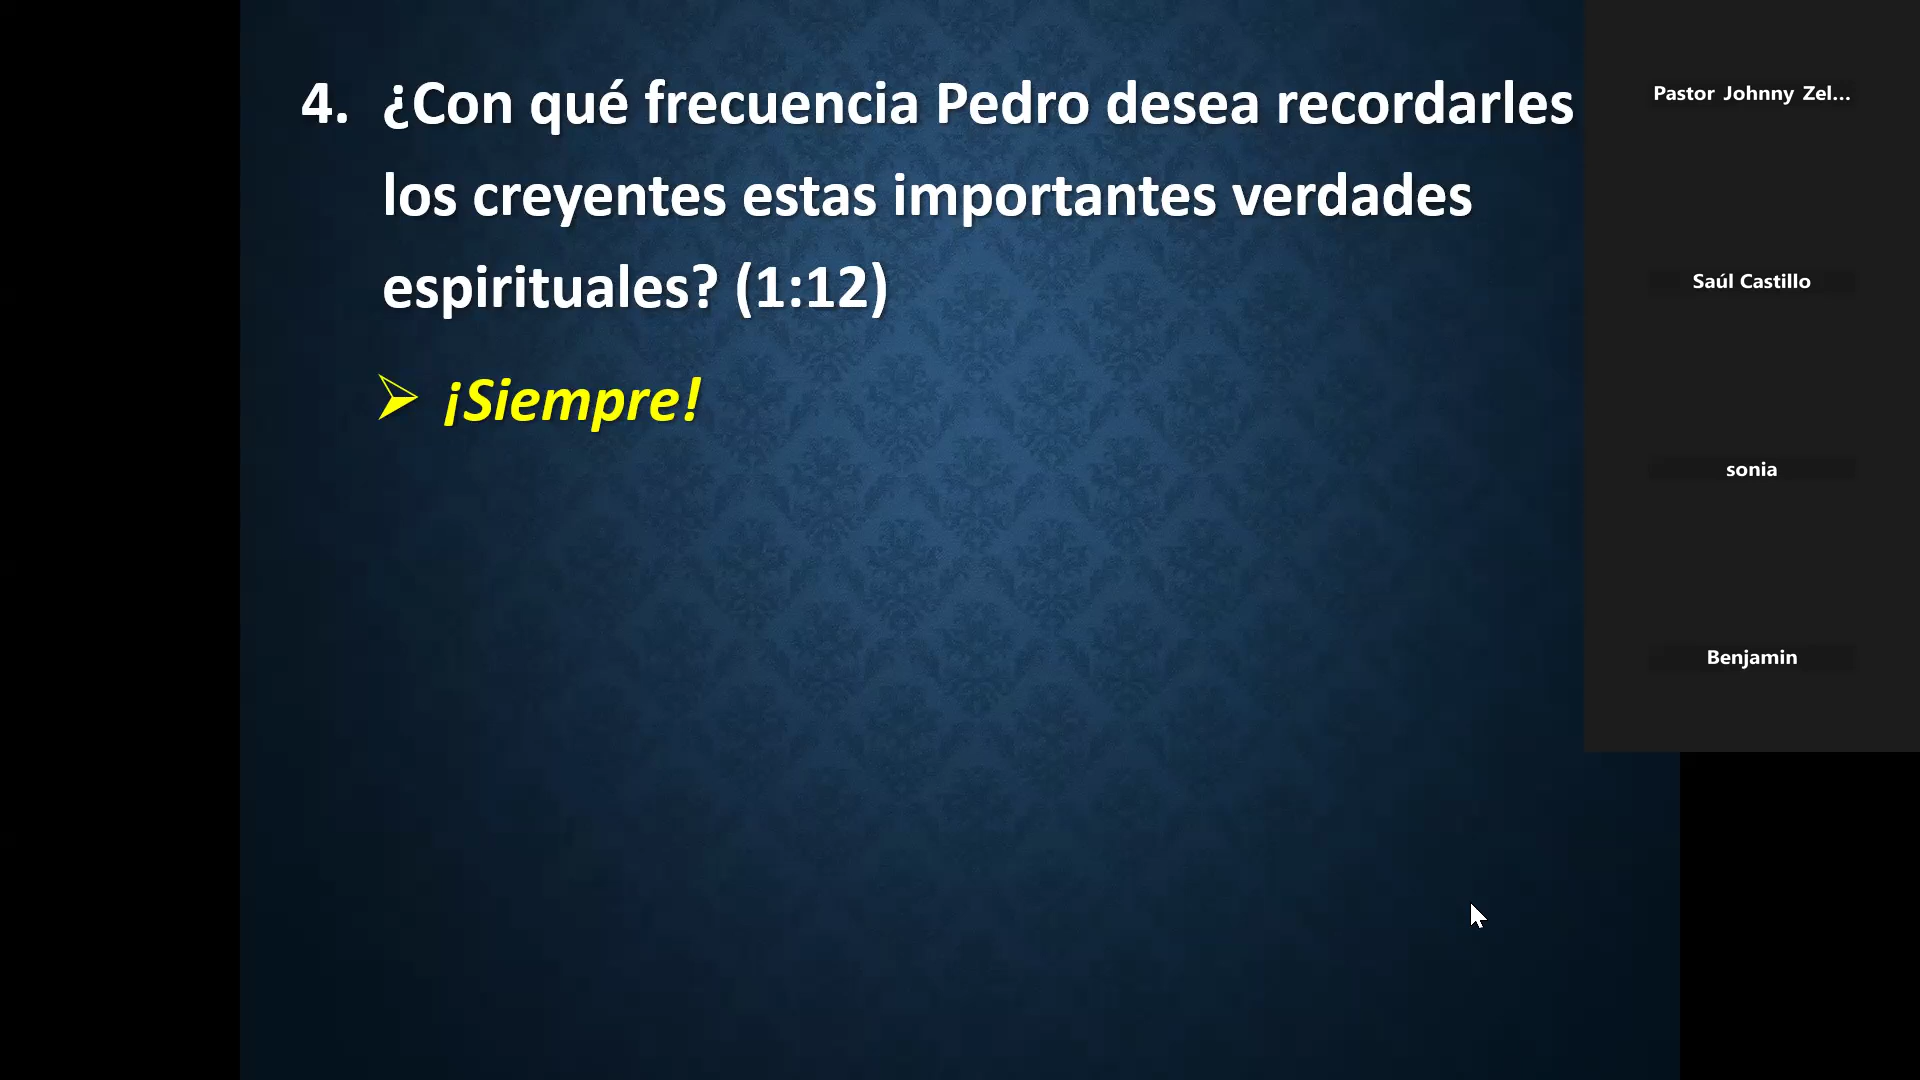 4. ¿Con qué frecuencia Pedro desea recordarles
los creyentes estas importantes verdades
espirituales? (1:12)
➢ ¡Siempre!
Pastor Johnny Zel...
Saúl Castillo
sonia
Benjamin